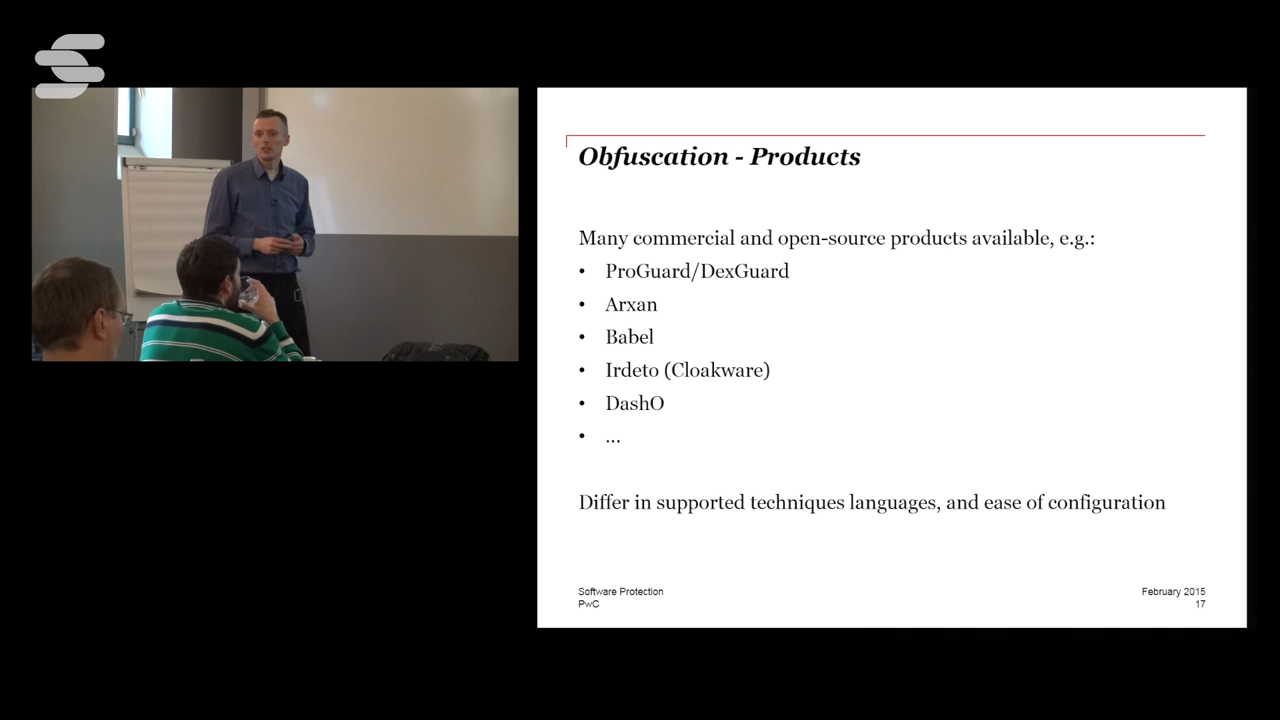 Obfuscation - Products
Many commercial and open-source products available, e.g.:
• ProGuard/DexGuard
• Arxan
• Babel
• Irdeto (Cloakware)
• DashO
• ...
Differ in supported techniques languages, and ease of configuration
Software Protection
PwC
February 2015
17